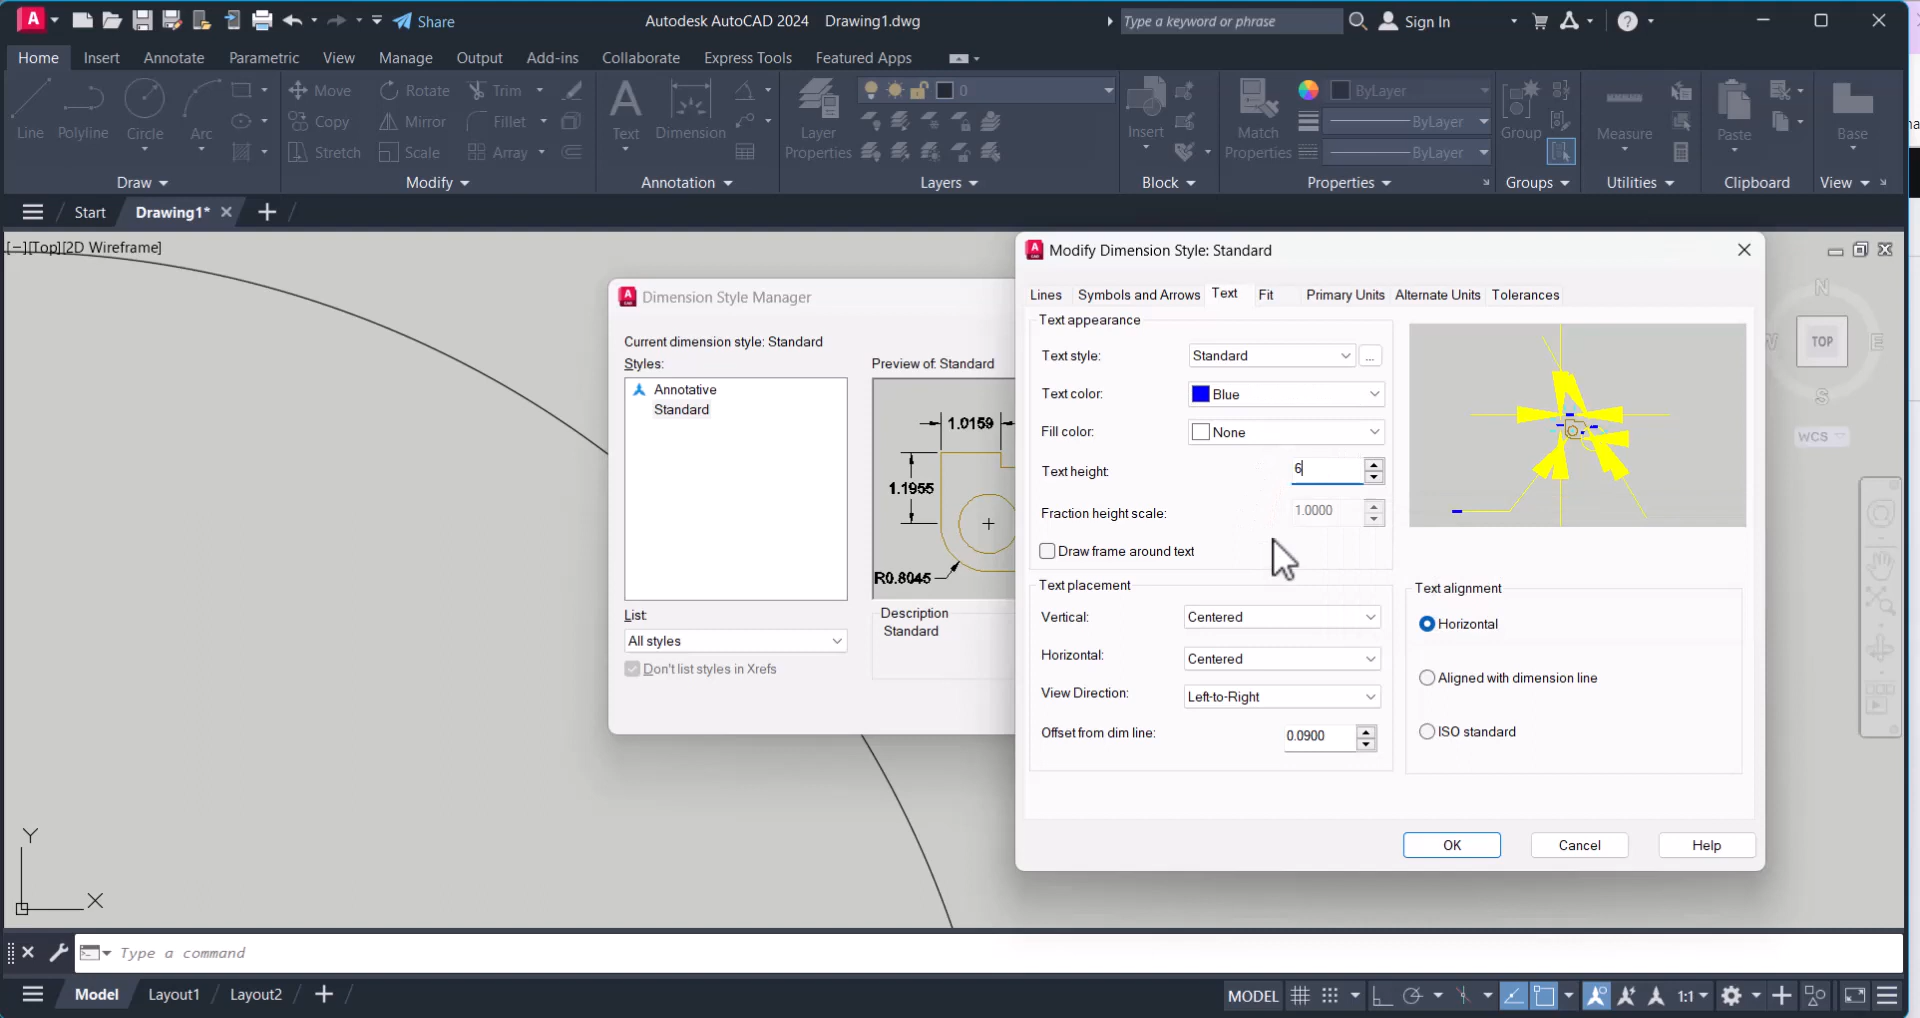 Share
Autodesk AutoCAD 2024 Drawing1.dwg
Type a keyword or phrase
Sign In
Home Insert Annotate Parametric View Manage Output Add-ins Collaborate Express Tools Featured Apps
Line Polyline Circle Arc
Move Rotate Trim
Copy Mirror Fillet
Stretch Scale Array
Text Dimension
Layer Properties
0
Insert
Match Properties
ByLayer
ByLayer
ByLayer
Group
Measure
Paste
Base
Draw Modify Annotation Layers Block Properties Groups Utilities Clipboard View
Start Drawing1*
[−][Top][2D Wireframe]
Dimension Style Manager
Current dimension style: Standard
Styles:
Annotative
Standard
Preview of: Standard
1.0159
1.1955
R0.8045
List:
All styles
Don't list styles in Xrefs
Description
Standard
Modify Dimension Style: Standard
Lines Symbols and Arrows Text Fit Primary Units Alternate Units Tolerances
Text appearance
Text style: Standard ...
Text color: Blue
Fill color: None
Text height: 6
Fraction height scale: 1.0000
Draw frame around text
Text placement
Vertical: Centered
Horizontal: Centered
View Direction: Left-to-Right
Offset from dim line: 0.0900
Text alignment
Horizontal
Aligned with dimension line
ISO standard
OK Cancel Help
N
W TOP E
S
WCS
Y
X
Type a command
Model Layout1 Layout2
MODEL 1:1